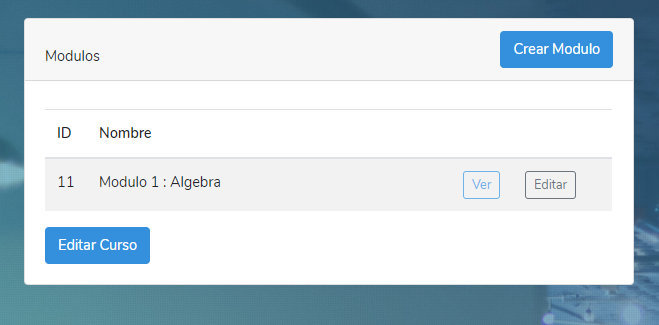 Modulos
Crear Modulo
ID Nombre
11 Modulo 1 : Algebra Ver Editar
Editar Curso